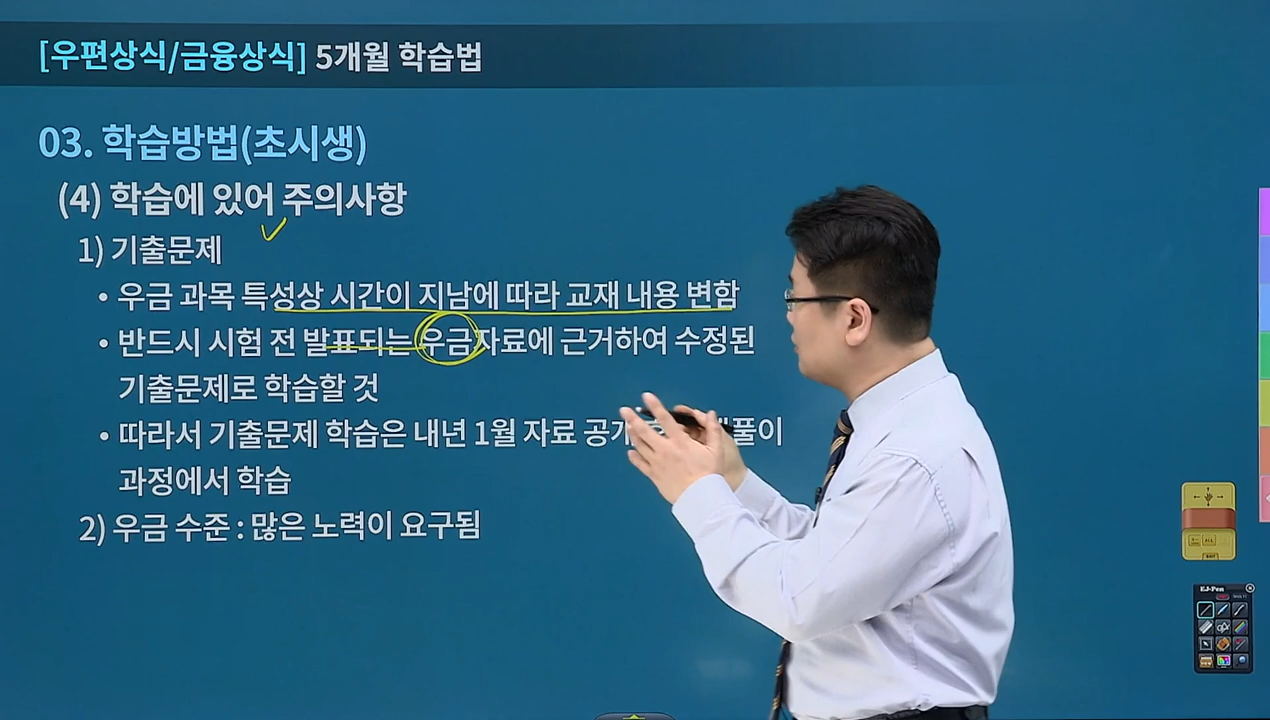 [우편상식/금융상식] 5개월 학습법
03. 학습방법(초시생)
(4) 학습에 있어 주의사항
1) 기출문제
• 우금 과목 특성상 시간이 지남에 따라 교재 내용 변함
• 반드시 시험 전 발표되는 우금자료에 근거하여 수정된
기출문제로 학습할 것
• 따라서 기출문제 학습은 내년 1월 자료 공개
과정에서 학습
2) 우금 수준 : 많은 노력이 요구됨
EJ-Pen